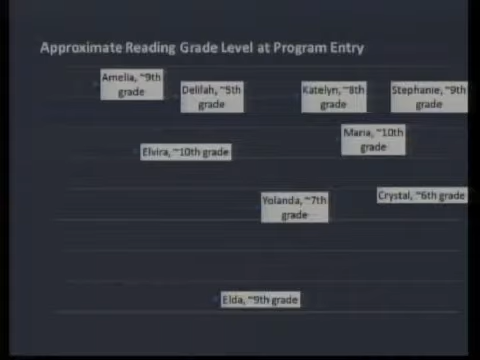 Approximate Reading Grade Level at Program Entry
Amelia, ~9th
grade
Delilah, ~5th
grade
Katelyn, ~8th
grade
Stephanie, ~9th
grade
Maria, ~10th
grade
Elvira, ~10th grade
Yolanda, ~7th
grade
Crystal, ~6th grade
Elda, ~9th grade